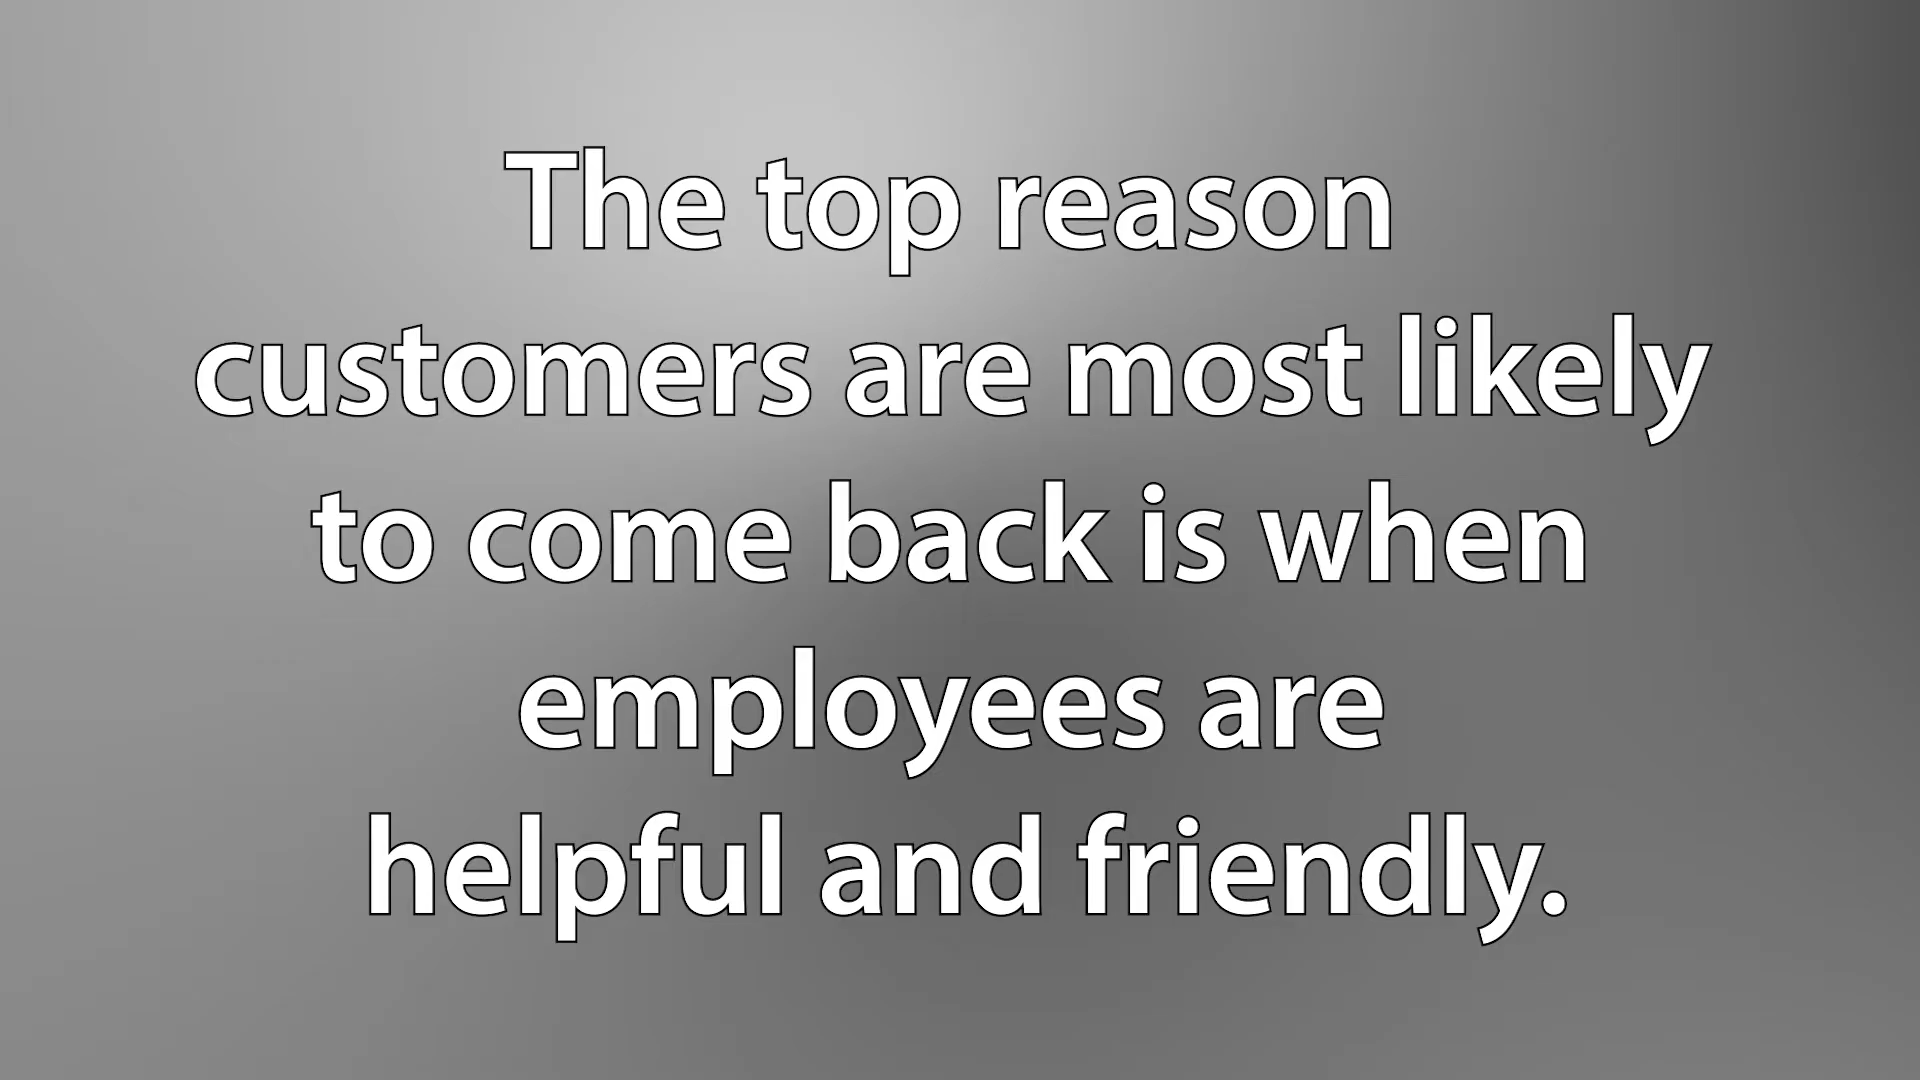 The top reason
customers are most likely
to come back is when
employees are
helpful and friendly.